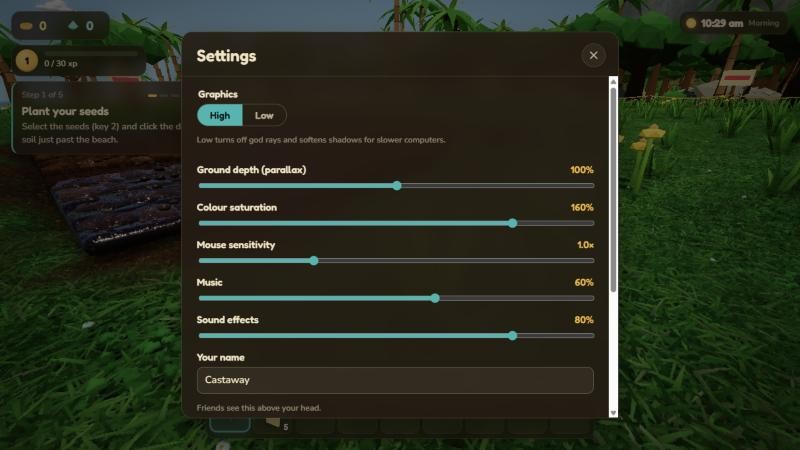 0 0
1
0 / 30 xp
Step 1 of 5
Plant your seeds
Select the seeds (key 2) and click the d
soil just past the beach.
10:29 am Morning
Settings
Graphics
High Low
Low turns off god rays and softens shadows for slower computers.
Ground depth (parallax) 100%
Colour saturation 160%
Mouse sensitivity 1.0×
Music 60%
Sound effects 80%
Your name
Castaway
Friends see this above your head.
5